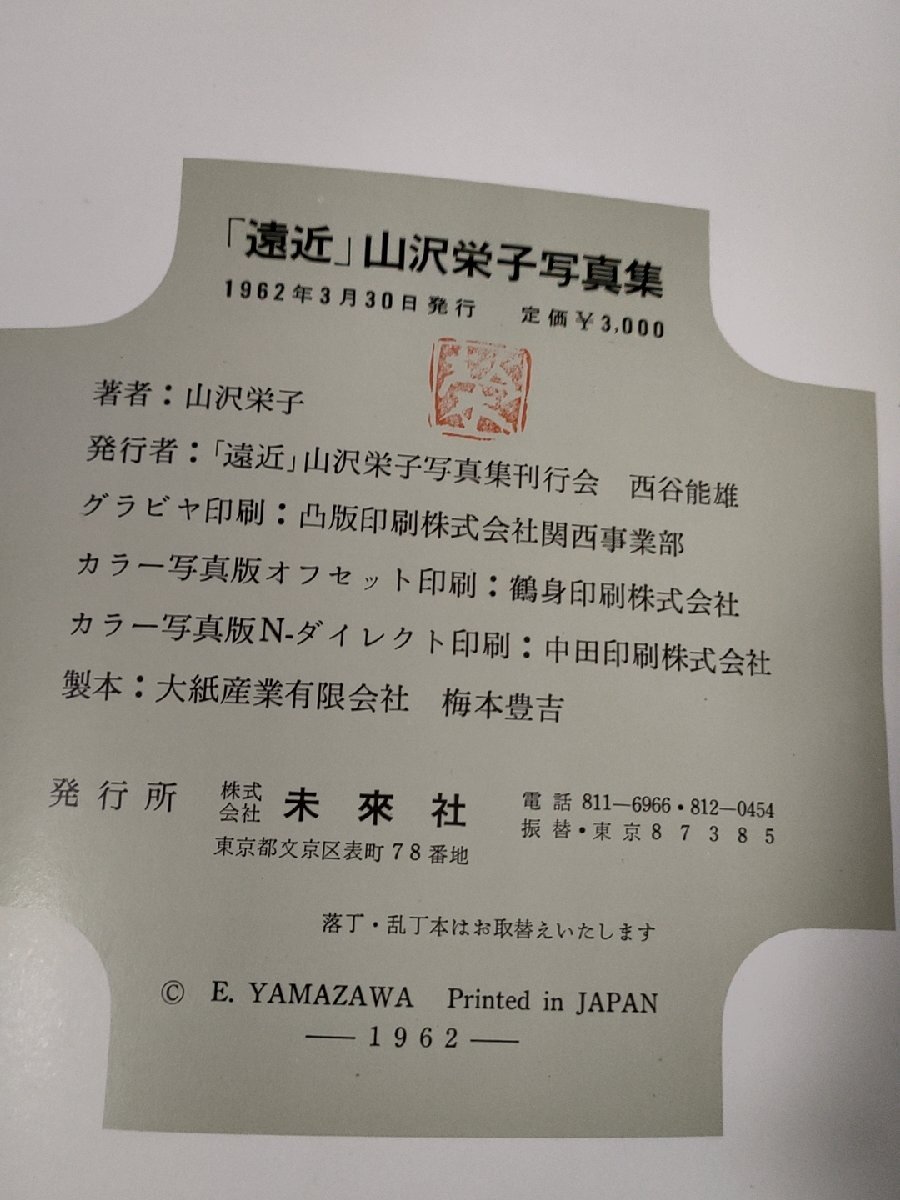 「遠近」山沢栄子写真集
1962年3月30日発行 定価￥3,000
著者：山沢栄子
発行者：「遠近」山沢栄子写真集刊行会 西谷能雄
グラビヤ印刷：凸版印刷株式会社関西事業部
カラー写真版オフセット印刷：鶴身印刷株式会社
カラー写真版N-ダイレクト印刷：中田印刷株式会社
製本：大紙産業有限会社 梅本豊吉
発行所 株式会社 未來社 電話 811―6966・812―0454
東京都文京区表町78番地 振替・東京87385
落丁・乱丁本はお取替えいたします
© E. YAMAZAWA Printed in JAPAN
― 1962 ―